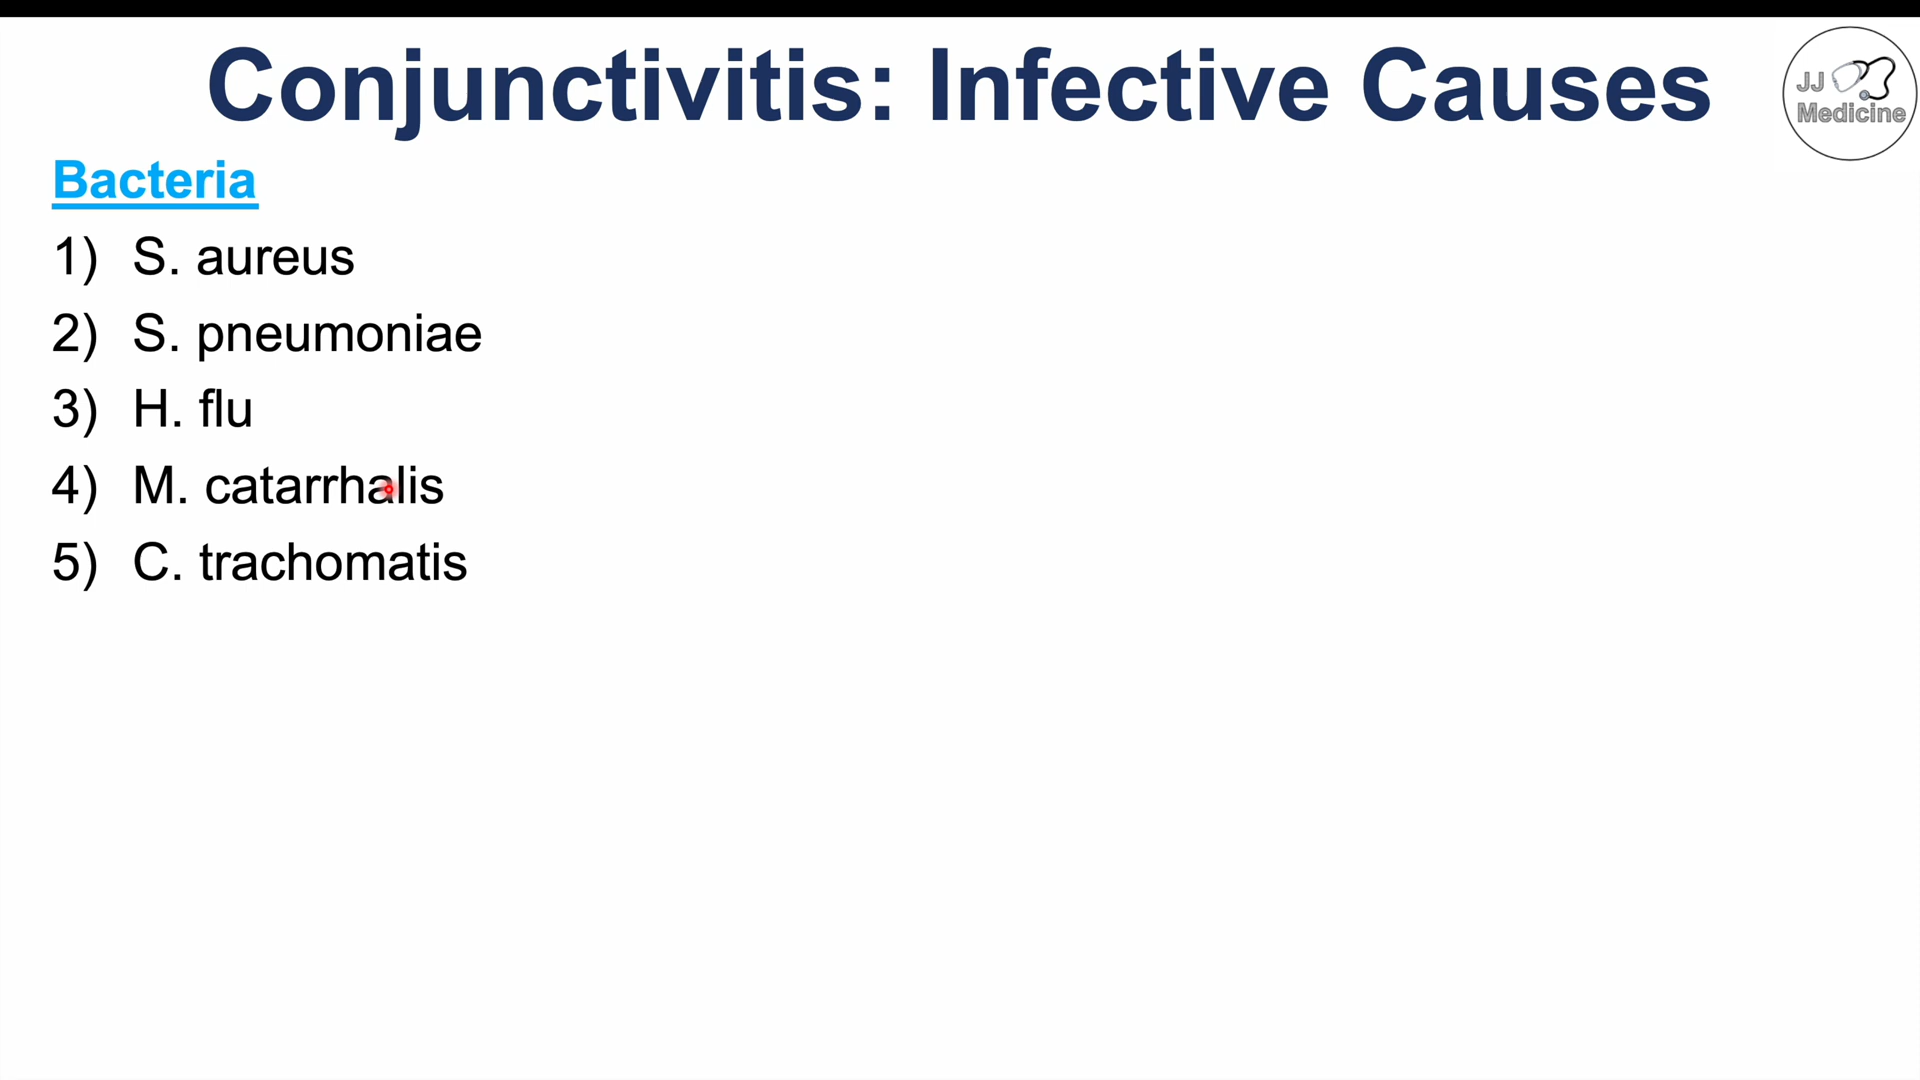 Conjunctivitis: Infective Causes
JJ
Medicine
Bacteria
1) S. aureus
2) S. pneumoniae
3) H. flu
4) M. catarrhalis
5) C. trachomatis